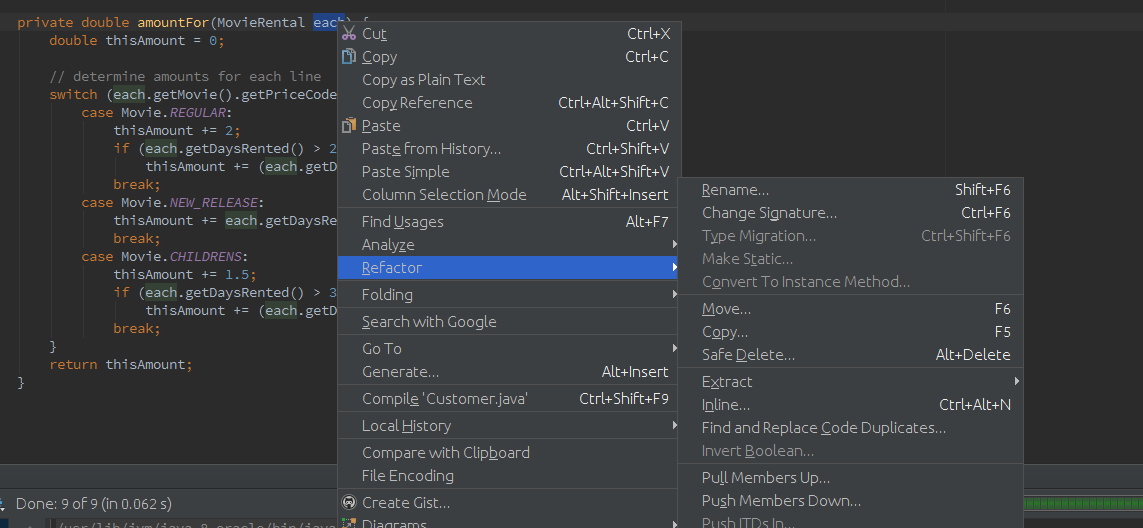 private double amountFor(MovieRental each) {
double thisAmount = 0;
// determine amounts for each line
switch (each.getMovie().getPriceCode
case Movie.REGULAR:
thisAmount += 2;
if (each.getDaysRented() > 2
thisAmount += (each.getD
break;
case Movie.NEW_RELEASE:
thisAmount += each.getDaysRe
break;
case Movie.CHILDRENS:
thisAmount += 1.5;
if (each.getDaysRented() > 3
thisAmount += (each.getD
break;
}
return thisAmount;
}
Cut Ctrl+X
Copy Ctrl+C
Copy as Plain Text
Copy Reference Ctrl+Alt+Shift+C
Paste Ctrl+V
Paste from History... Ctrl+Shift+V
Paste Simple Ctrl+Alt+Shift+V
Column Selection Mode Alt+Shift+Insert
Find Usages Alt+F7
Analyze
Refactor
Folding
Search with Google
Go To
Generate... Alt+Insert
Compile 'Customer.java' Ctrl+Shift+F9
Local History
Compare with Clipboard
File Encoding
Create Gist...
Diagrams
Rename... Shift+F6
Change Signature... Ctrl+F6
Type Migration... Ctrl+Shift+F6
Make Static...
Convert To Instance Method...
Move... F6
Copy... F5
Safe Delete... Alt+Delete
Extract
Inline... Ctrl+Alt+N
Find and Replace Code Duplicates...
Invert Boolean...
Pull Members Up...
Push Members Down...
Push ITDs In...
Done: 9 of 9 (in 0.062 s)
/usr/lib/jvm/java-8-oracle/bin/java